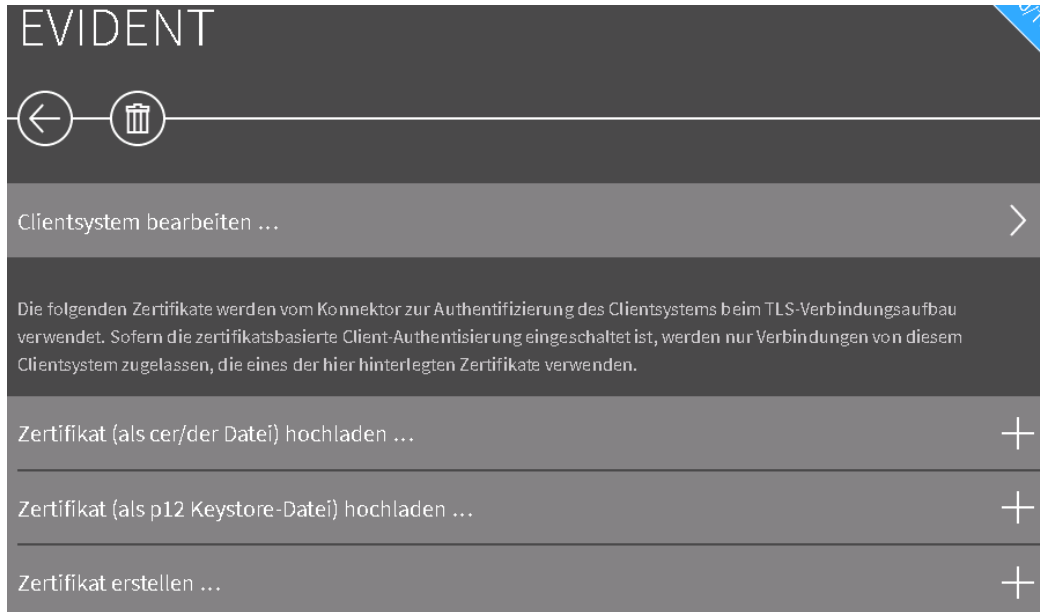 EVIDENT
Clientsystem bearbeiten ...
Die folgenden Zertifikate werden vom Konnektor zur Authentifizierung des Clientsystems beim TLS-Verbindungsaufbau
verwendet. Sofern die zertifikatsbasierte Client-Authentisierung eingeschaltet ist, werden nur Verbindungen von diesem
Clientsystem zugelassen, die eines der hier hinterlegten Zertifikate verwenden.
Zertifikat (als cer/der Datei) hochladen ...
Zertifikat (als p12 Keystore-Datei) hochladen ...
Zertifikat erstellen ...